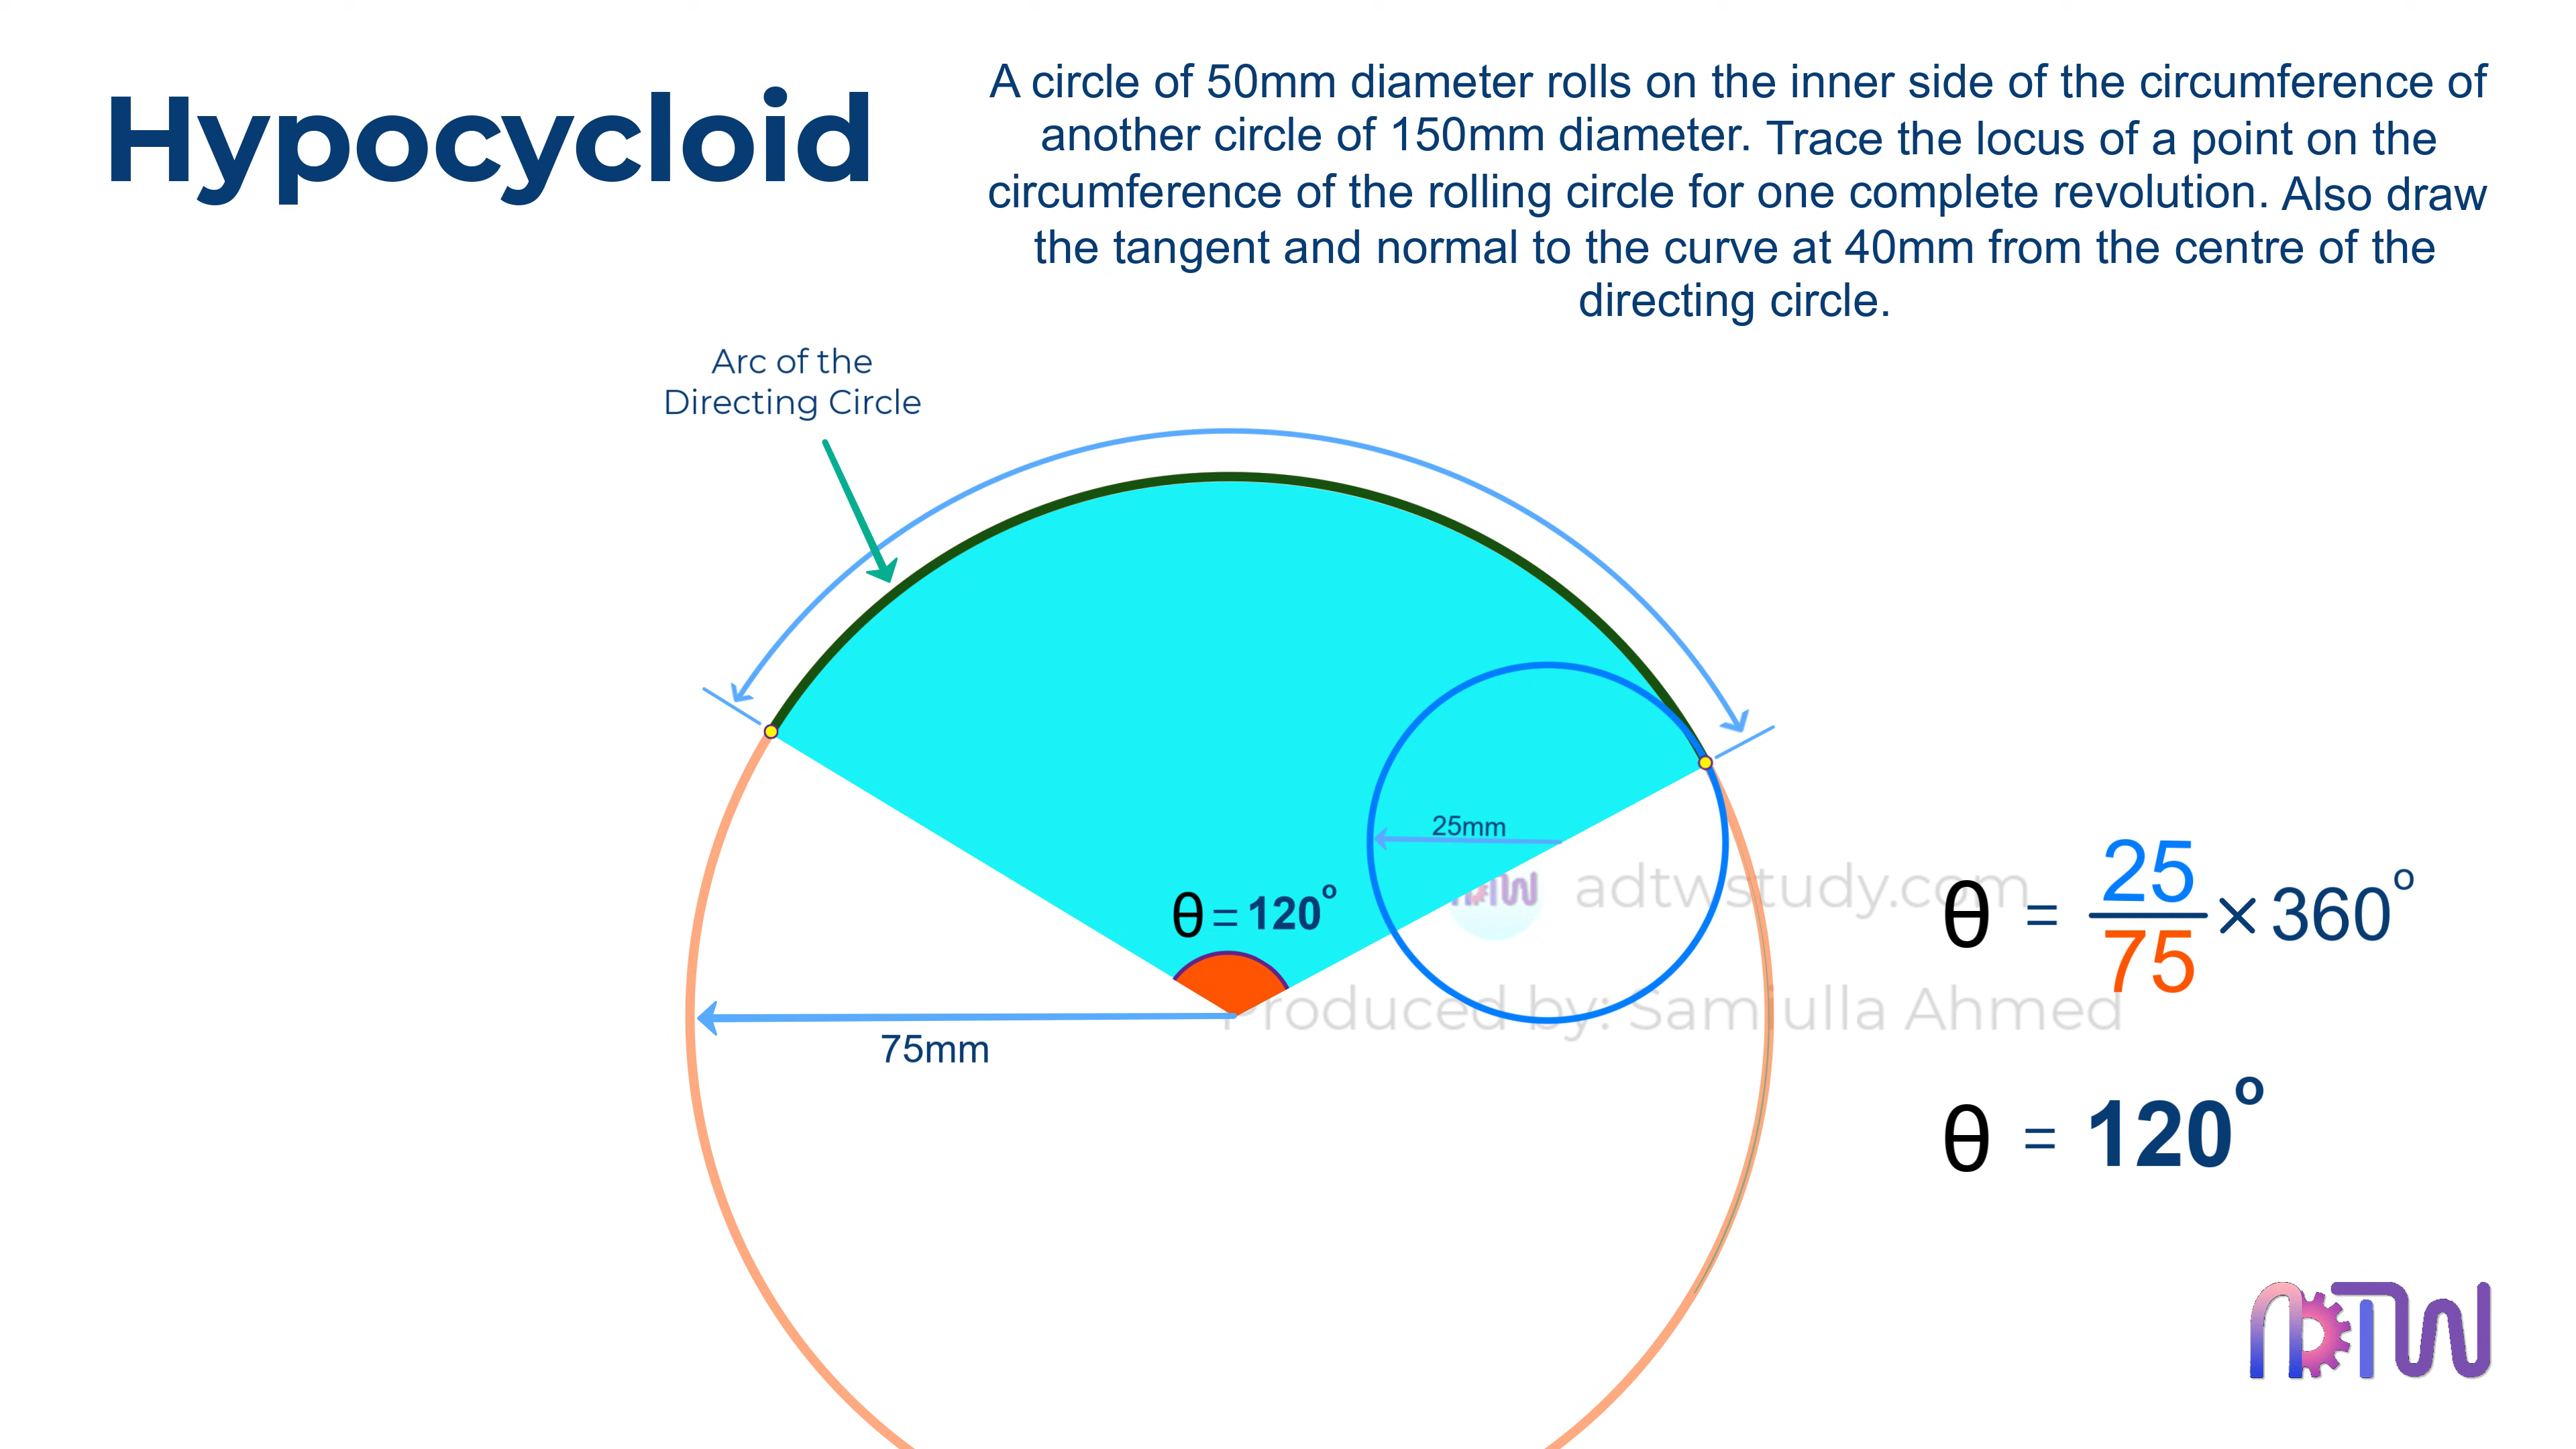 Hypocycloid
A circle of 50mm diameter rolls on the inner side of the circumference of
another circle of 150mm diameter. Trace the locus of a point on the
circumference of the rolling circle for one complete revolution. Also draw
the tangent and normal to the curve at 40mm from the centre of the
directing circle.
Arc of the
Directing Circle
25mm
θ = 120°
75mm
adtwstudy.com
Produced by: Samiulla Ahmed
θ = 25/75 × 360°
θ = 120°
ADTW